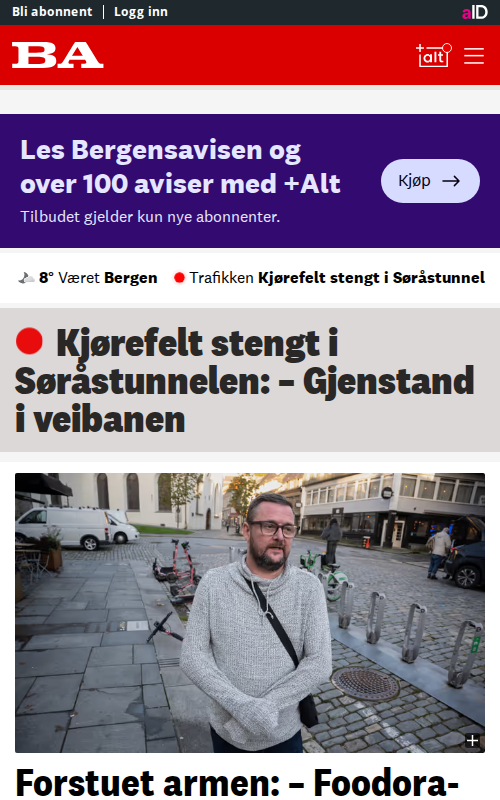 Bli abonnent | Logg inn
aID
BA
+alt
Les Bergensavisen og
over 100 aviser med +Alt
Tilbudet gjelder kun nye abonnenter.
Kjøp →
8° Været Bergen
Trafikken Kjørefelt stengt i Søråstunnel
Kjørefelt stengt i
Søråstunnelen: – Gjenstand
i veibanen
Forstuet armen: – Foodora-